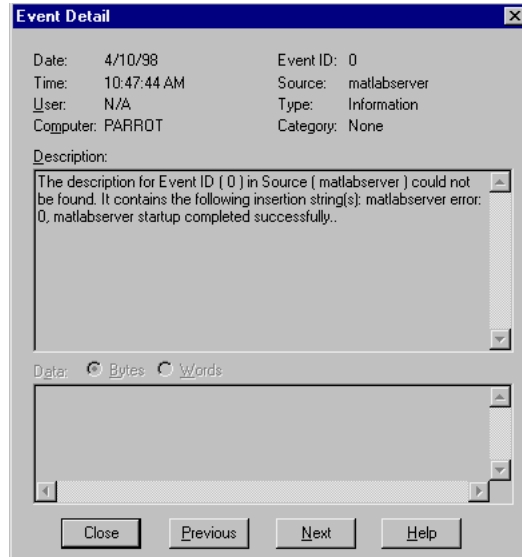 Event Detail
Date: 4/10/98 Event ID: 0
Time: 10:47:44 AM Source: matlabserver
User: N/A Type: Information
Computer: PARROT Category: None
Description:
The description for Event ID ( 0 ) in Source ( matlabserver ) could not
be found. It contains the following insertion string(s): matlabserver error:
0, matlabserver startup completed successfully..
Data: Bytes Words
Close Previous Next Help